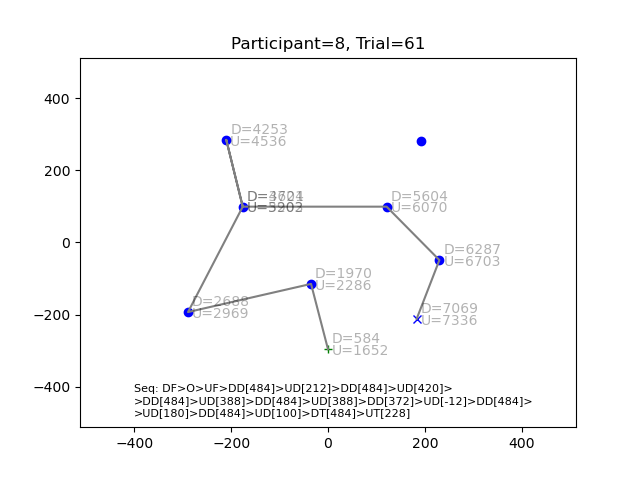 Participant=8, Trial=61
400
200
0
−200
−400
D=4253
U=4536
D=5604
U=6070
D=6287
U=6703
D=1970
U=2286
D=2688
U=2969
D=7069
U=7336
D=584
U=1652
Seq: DF>O>UF>DD[484]>UD[212]>DD[484]>UD[420]>
>DD[484]>UD[388]>DD[484]>UD[388]>DD[372]>UD[-12]>DD[484]>
>UD[180]>DD[484]>UD[100]>DT[484]>UT[228]
−400 −200 0 200 400